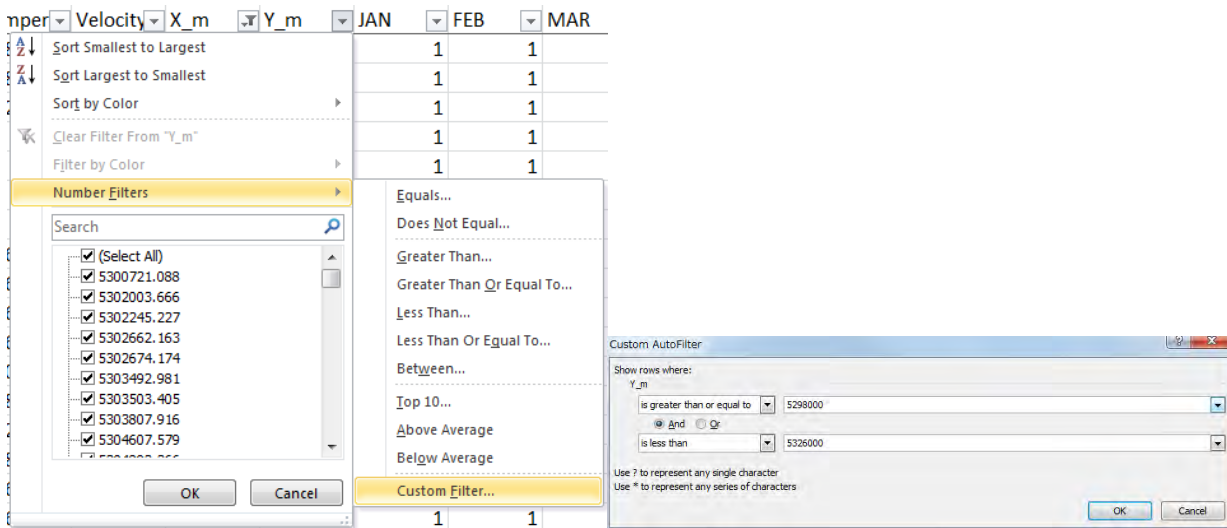 Velocity X_m Y_m JAN FEB MAR
Sort Smallest to Largest 1 1
Sort Largest to Smallest 1 1
Sort by Color 1 1
Clear Filter From "Y_m" 1 1
Filter by Color 1 1
Number Filters
Equals...
Search
Does Not Equal...
(Select All)
Greater Than...
5300721.088
Greater Than Or Equal To...
5302003.666
5302245.227
Less Than...
5302662.163
Less Than Or Equal To...
5302674.174
Between...
5303492.981
5303503.405
Top 10...
5303807.916
Above Average
5304607.579
Below Average
OK Cancel
Custom Filter...
1 1
Custom AutoFilter
Show rows where:
Y_m
is greater than or equal to 5298000
And Or
is less than 5326000
Use ? to represent any single character
Use * to represent any series of characters
OK Cancel